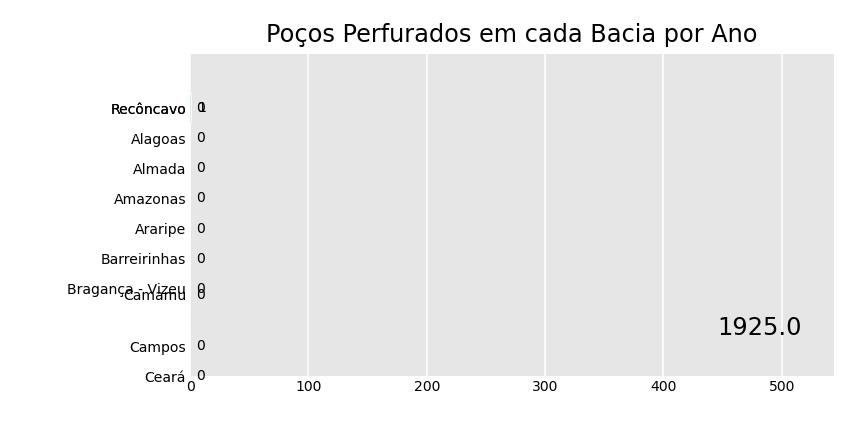 Poços Perfurados em cada Bacia por Ano
Recôncavo 0 1
Alagoas 0
Almada 0
Amazonas 0
Araripe 0
Barreirinhas 0
Bragança - Vizeu 0
Camamu 0
1925.0
Campos 0
Ceará 0
0 100 200 300 400 500